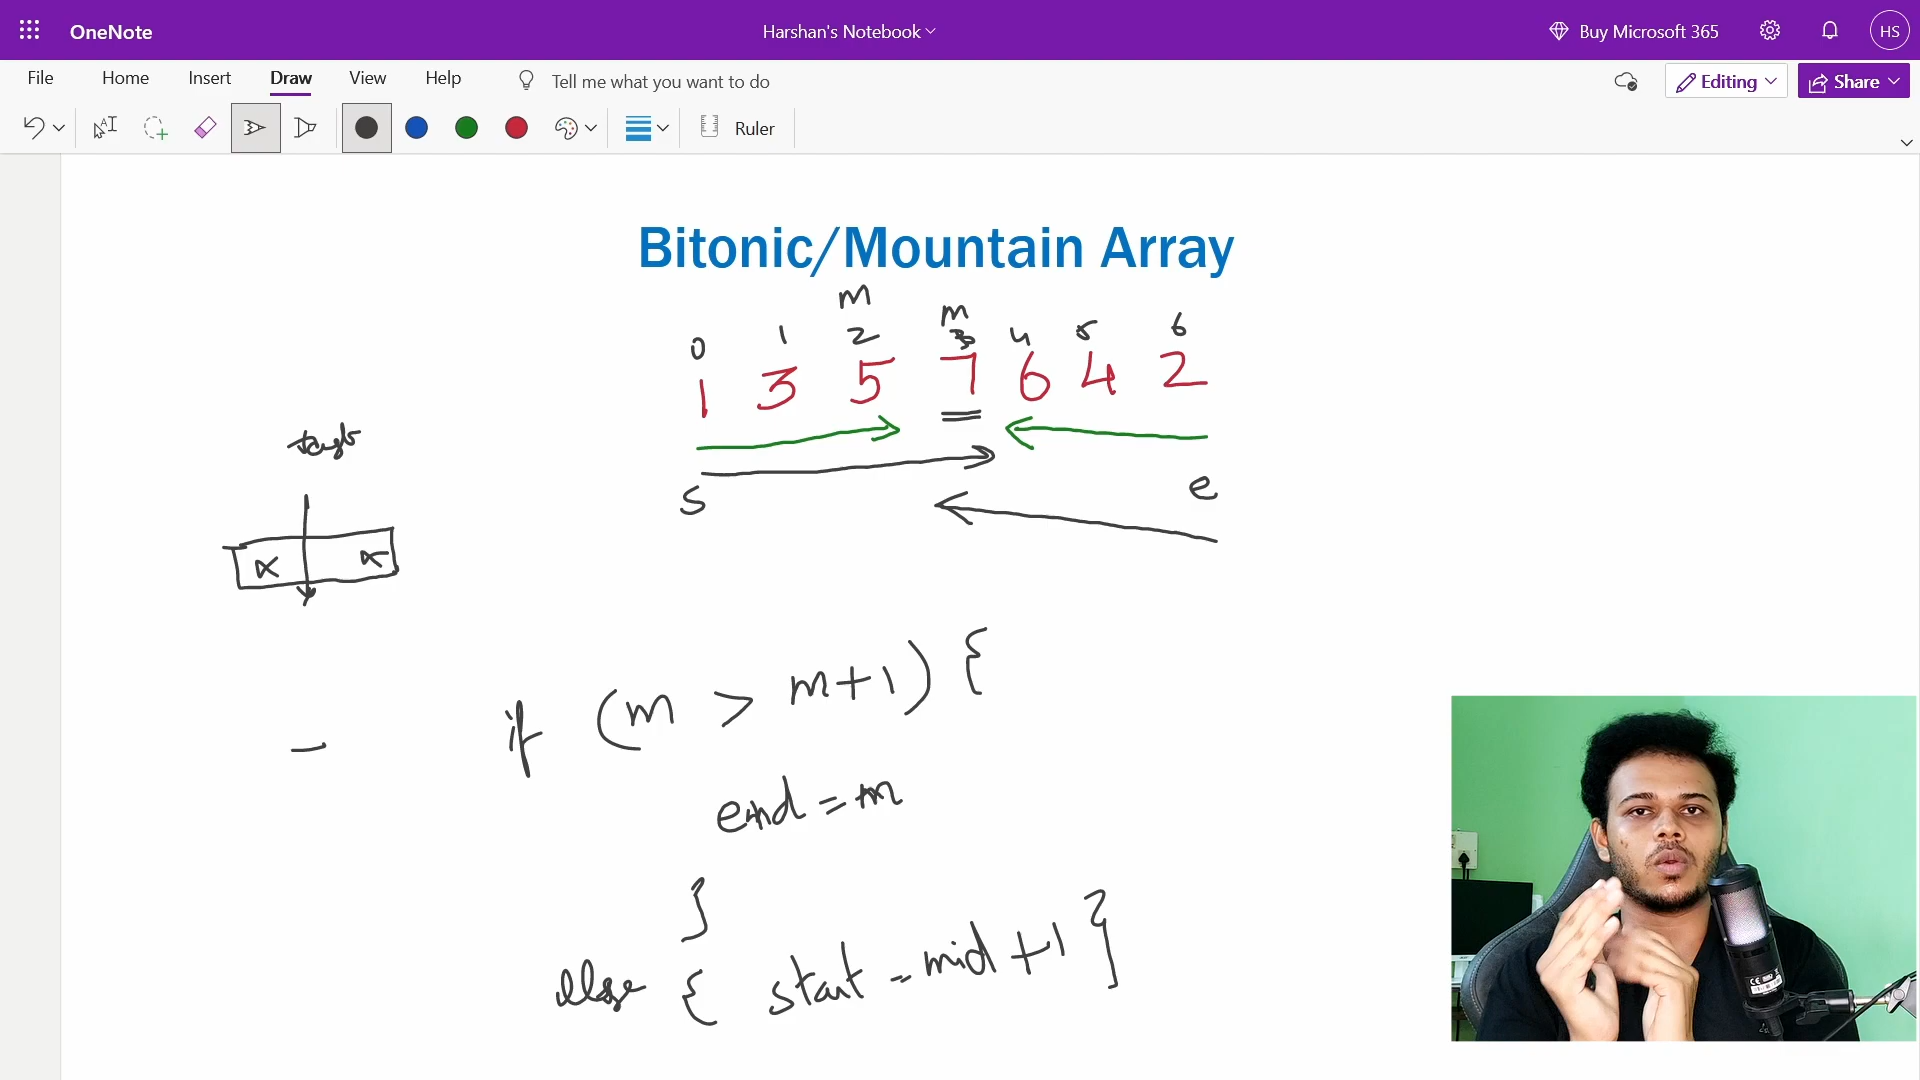 OneNote Harshan's Notebook Buy Microsoft 365 HS
File Home Insert Draw View Help Tell me what you want to do Editing Share
Ruler
Bitonic/Mountain Array
m m
0 1 2 3 4 5 6
1 3 5 7 6 4 2
s e
if (m > m+1) {
end = m
}
else { start = mid + 1 }